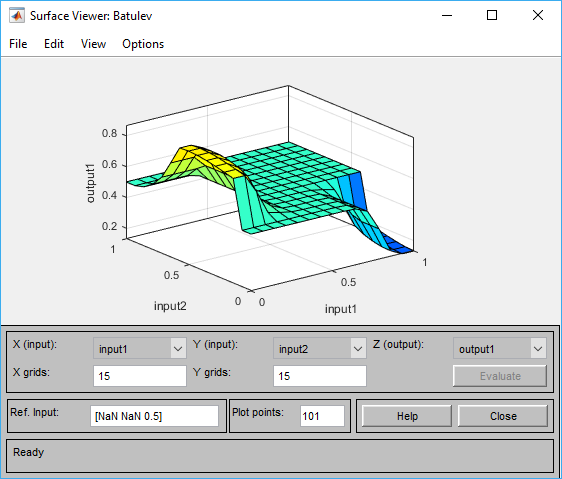 Surface Viewer: Batulev
File Edit View Options
0.8
0.6
0.4
0.2
output1
1
0.5
0
input2
0
0.5
1
input1
X (input): input1 Y (input): input2 Z (output): output1
X grids: 15 Y grids: 15 Evaluate
Ref. Input: [NaN NaN 0.5] Plot points: 101 Help Close
Ready